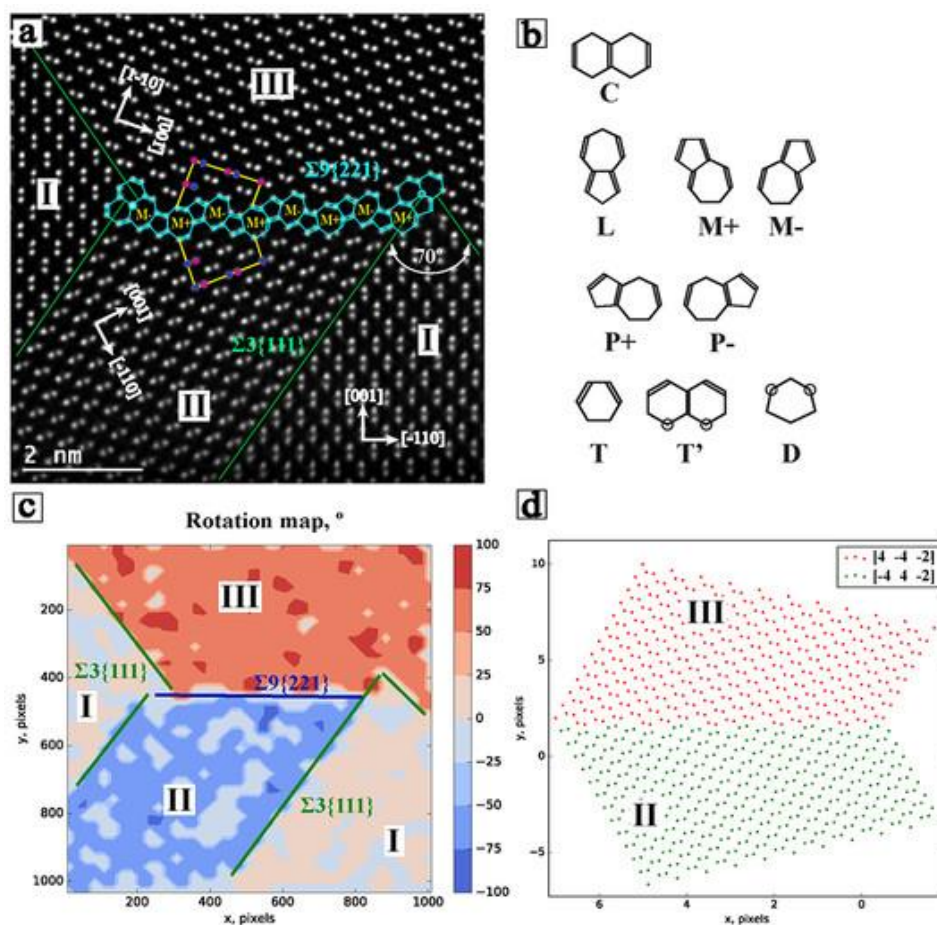 a
III
[1-10]
[001]
Σ9{221}
I
M- M+ M- M+ M- M+ M- M+
70°
[001]
[-110]
Σ3{111}
I
II
[001]
[-110]
2 nm
b
C
L M+ M-
P+ P-
T T' D
c
Rotation map, °
III
Σ3{111}
Σ9{221}
I
II
Σ3{111}
I
200
400
600
800
1000
200 400 600 800 1000
x, pixels
y, pixels
100
75
50
25
0
−25
−50
−75
−100
d
[4 -4 -2]
[-4 4 -2]
III
II
10
5
0
−5
6 4 2 0
x, pixels
y, pixels